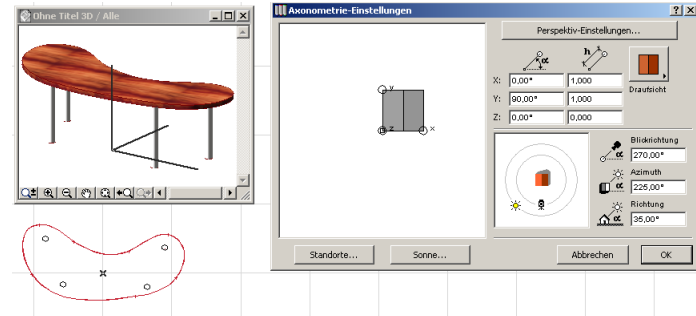 Ohne Titel 3D / Alle
Axonometrie-Einstellungen
Perspektiv-Einstellungen...
α h
X: 0,00° 1,000
Y: 90,00° 1,000
Z: 0,00° 0,000
Draufsicht
y
z x
Blickrichtung
α 270,00°
Azimuth
α 225,00°
Richtung
α 35,00°
Standorte... Sonne... Abbrechen OK